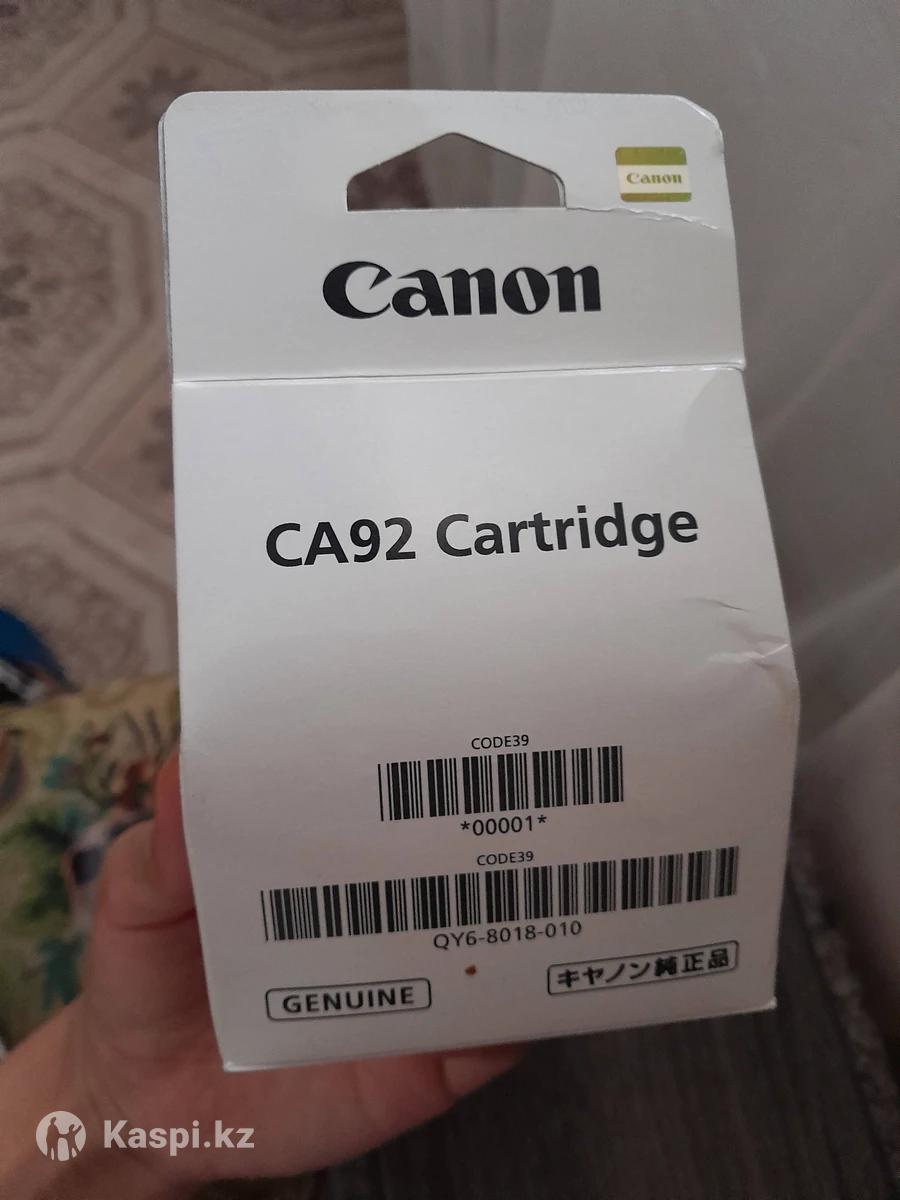 Canon
Canon
CA92 Cartridge
CODE39
*00001*
CODE39
QY6-8018-010
GENUINE
キヤノン純正品
Kaspi.kz